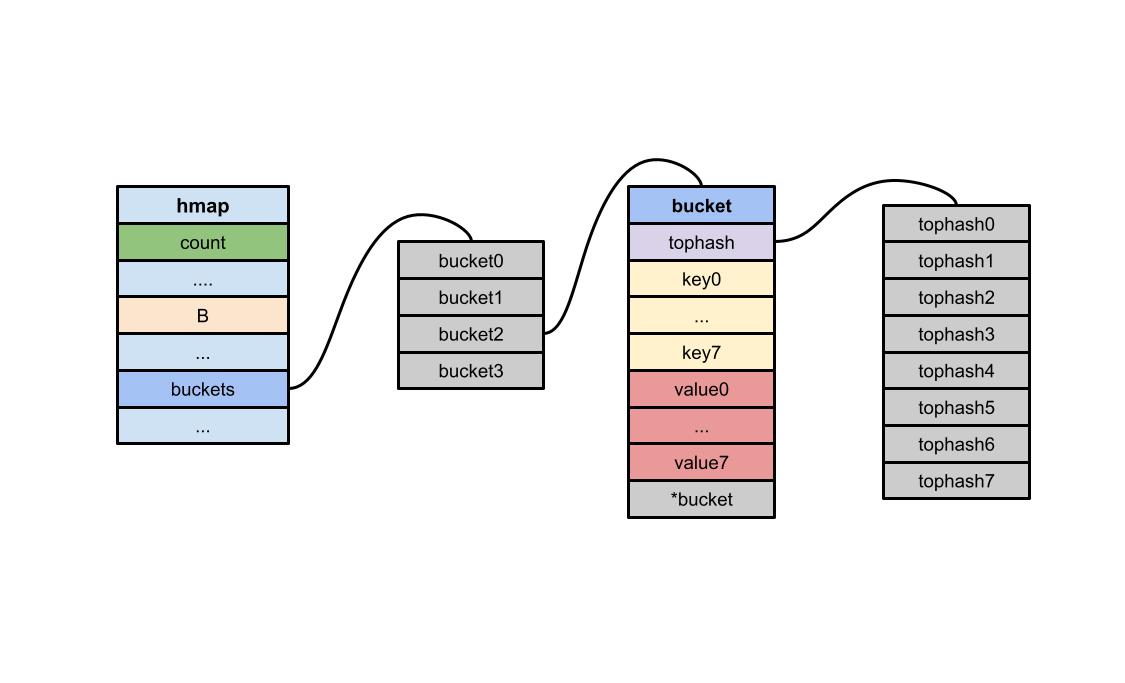 hmap
count
....
B
...
buckets
...
bucket0
bucket1
bucket2
bucket3
bucket
tophash
key0
...
key7
value0
...
value7
*bucket
tophash0
tophash1
tophash2
tophash3
tophash4
tophash5
tophash6
tophash7